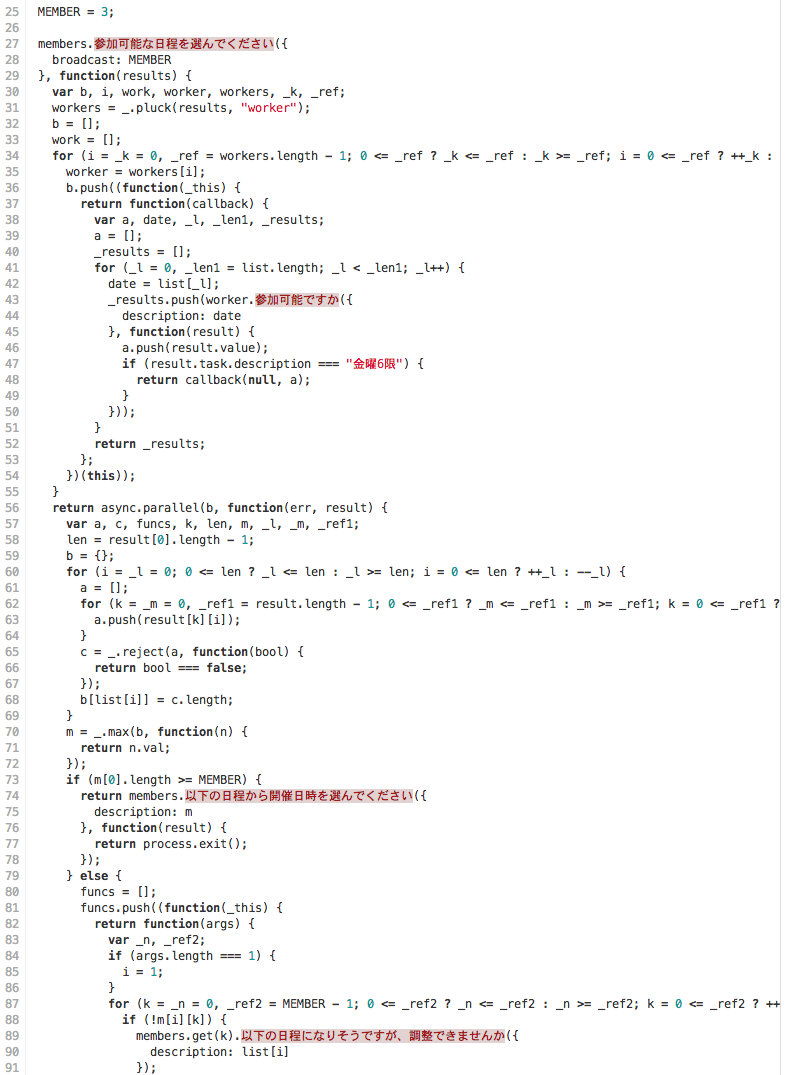 25 MEMBER = 3;
26
27 members.参加可能な日程を選んでください({
28   broadcast: MEMBER
29 }, function(results) {
30   var b, i, work, worker, workers, _k, _ref;
31   workers = _.pluck(results, "worker");
32   b = [];
33   work = [];
34   for (i = _k = 0, _ref = workers.length - 1; 0 <= _ref ? _k <= _ref : _k >= _ref; i = 0 <= _ref ? ++_k :
35     worker = workers[i];
36     b.push((function(_this) {
37       return function(callback) {
38         var a, date, _l, _len1, _results;
39         a = [];
40         _results = [];
41         for (_l = 0, _len1 = list.length; _l < _len1; _l++) {
42           date = list[_l];
43           _results.push(worker.参加可能ですか({
44             description: date
45           }, function(result) {
46             a.push(result.value);
47             if (result.task.description === "金曜6限") {
48               return callback(null, a);
49             }
50           }));
51         }
52         return _results;
53       };
54     })(this));
55   }
56   return async.parallel(b, function(err, result) {
57     var a, c, funcs, k, len, m, _l, _m, _ref1;
58     len = result[0].length - 1;
59     b = {};
60     for (i = _l = 0; 0 <= len ? _l <= len : _l >= len; i = 0 <= len ? ++_l : --_l) {
61       a = [];
62       for (k = _m = 0, _ref1 = result.length - 1; 0 <= _ref1 ? _m <= _ref1 : _m >= _ref1; k = 0 <= _ref1 ?
63         a.push(result[k][i]);
64       }
65       c = _.reject(a, function(bool) {
66         return bool === false;
67       });
68       b[list[i]] = c.length;
69     }
70     m = _.max(b, function(n) {
71       return n.val;
72     });
73     if (m[0].length >= MEMBER) {
74       return members.以下の日程から開催日時を選んでください({
75         description: m
76       }, function(result) {
77         return process.exit();
78       });
79     } else {
80       funcs = [];
81       funcs.push((function(_this) {
82         return function(args) {
83           var _n, _ref2;
84           if (args.length === 1) {
85             i = 1;
86           }
87           for (k = _n = 0, _ref2 = MEMBER - 1; 0 <= _ref2 ? _n <= _ref2 : _n >= _ref2; k = 0 <= _ref2 ? ++
88             if (!m[i][k]) {
89               members.get(k).以下の日程になりそうですが、調整できませんか({
90                 description: list[i]
91               });